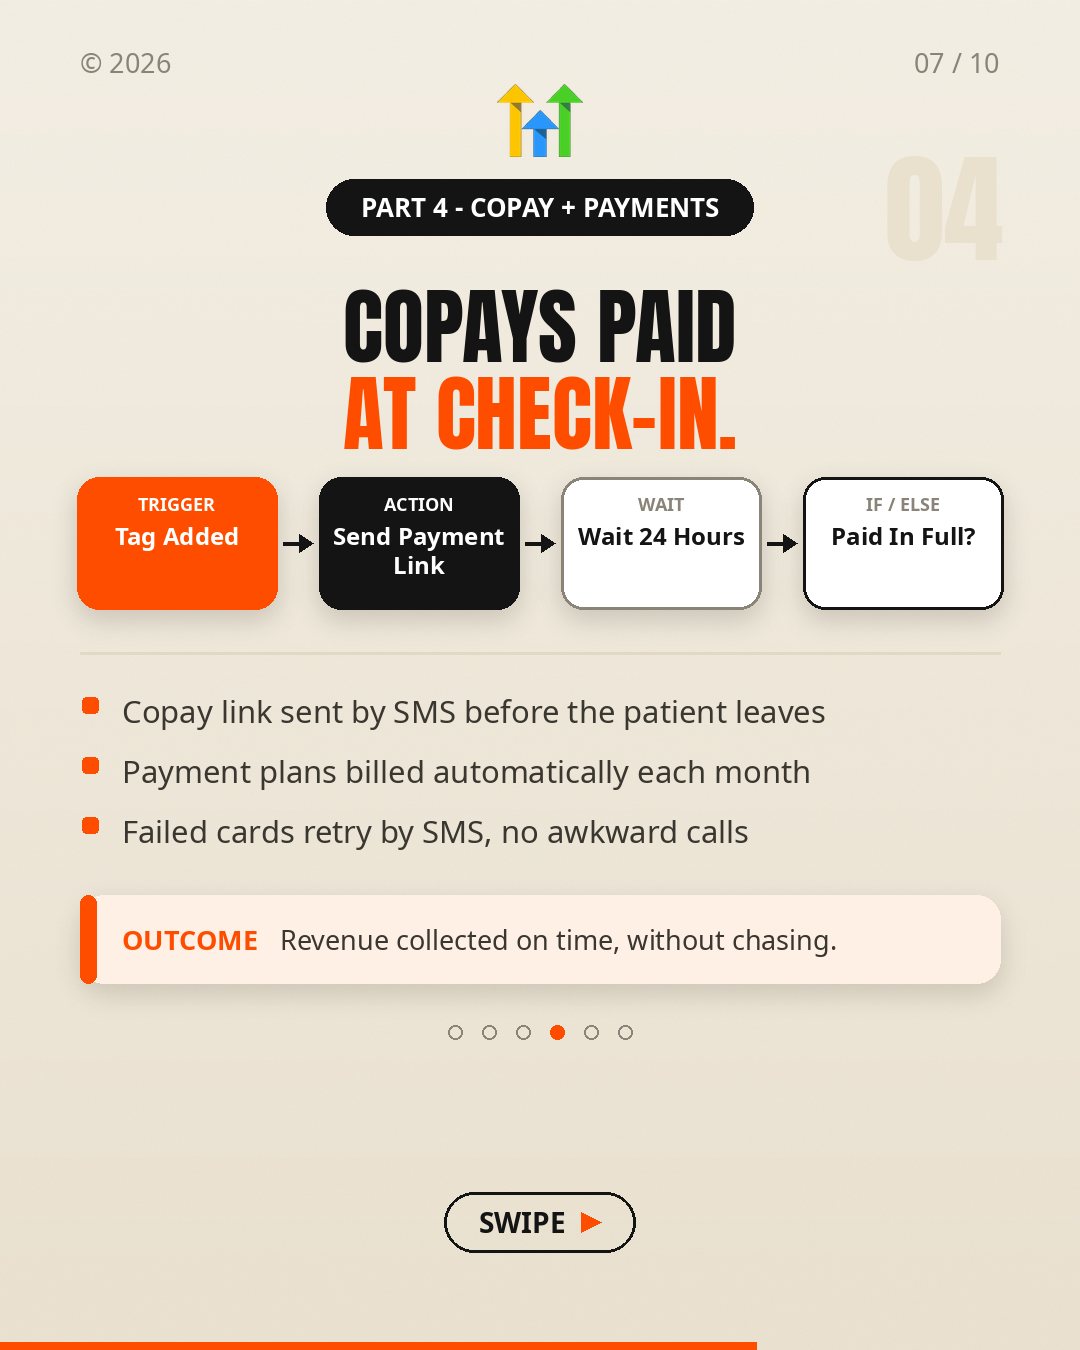 © 2026
07 / 10
PART 4 - COPAY + PAYMENTS
04
COPAYS PAID
AT CHECK-IN.
TRIGGER
Tag Added
ACTION
Send Payment
Link
WAIT
Wait 24 Hours
IF / ELSE
Paid In Full?
Copay link sent by SMS before the patient leaves
Payment plans billed automatically each month
Failed cards retry by SMS, no awkward calls
OUTCOME Revenue collected on time, without chasing.
SWIPE